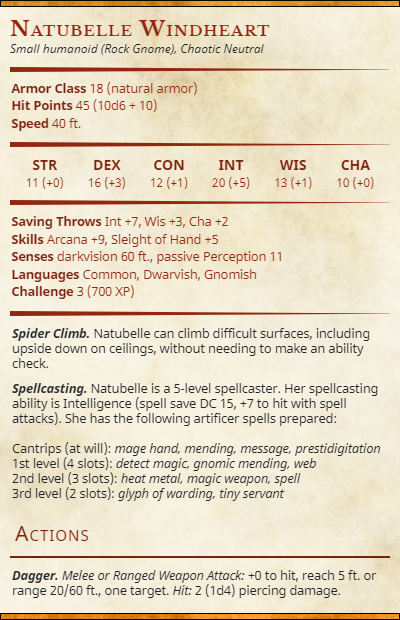 Natubelle Windheart
Small humanoid (Rock Gnome), Chaotic Neutral
Armor Class 18 (natural armor)
Hit Points 45 (10d6 + 10)
Speed 40 ft.
STR DEX CON INT WIS CHA
11 (+0) 16 (+3) 12 (+1) 20 (+5) 13 (+1) 10 (+0)
Saving Throws Int +7, Wis +3, Cha +2
Skills Arcana +9, Sleight of Hand +5
Senses darkvision 60 ft., passive Perception 11
Languages Common, Dwarvish, Gnomish
Challenge 3 (700 XP)
Spider Climb. Natubelle can climb difficult surfaces, including
upside down on ceilings, without needing to make an ability
check.
Spellcasting. Natubelle is a 5-level spellcaster. Her spellcasting
ability is Intelligence (spell save DC 15, +7 to hit with spell
attacks). She has the following artificer spells prepared:
Cantrips (at will): mage hand, mending, message, prestidigitation
1st level (4 slots): detect magic, gnomic mending, web
2nd level (3 slots): heat metal, magic weapon, spell
3rd level (2 slots): glyph of warding, tiny servant
Actions
Dagger. Melee or Ranged Weapon Attack: +0 to hit, reach 5 ft. or
range 20/60 ft., one target. Hit: 2 (1d4) piercing damage.